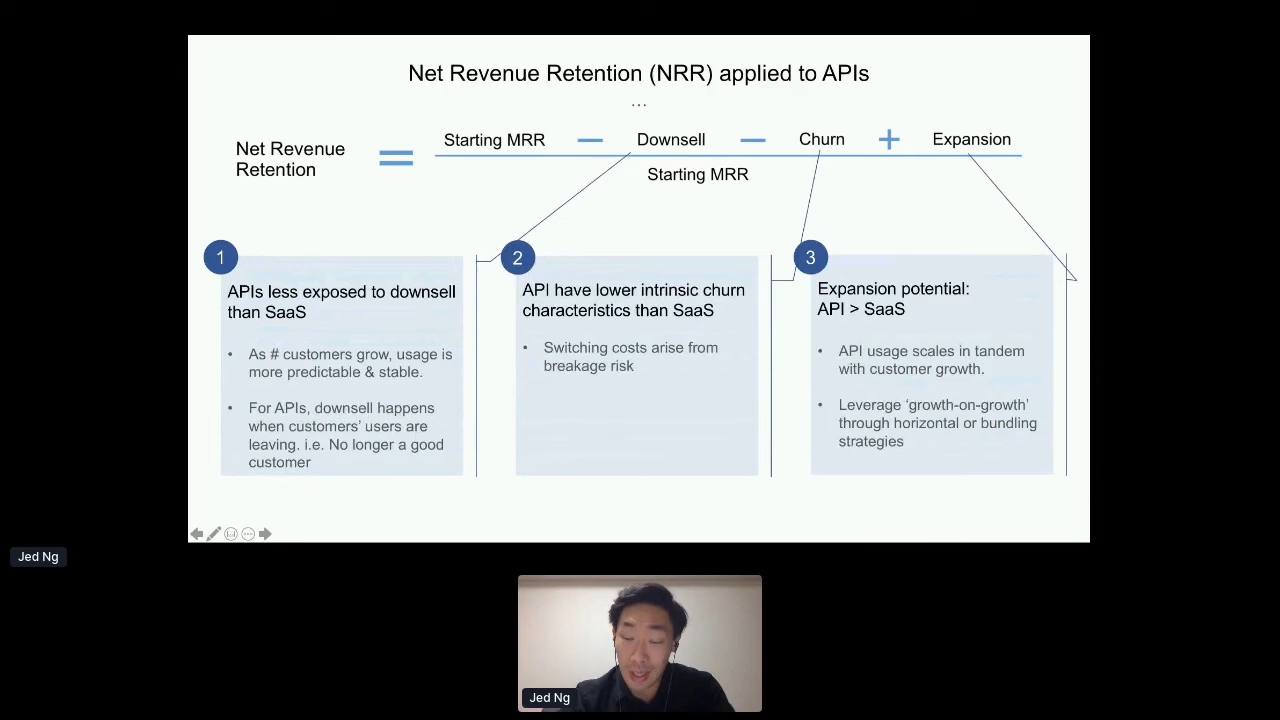 Net Revenue Retention (NRR) applied to APIs
...
Net Revenue
Retention
=
Starting MRR − Downsell − Churn + Expansion
Starting MRR
1
APIs less exposed to downsell
than SaaS
• As # customers grow, usage is
more predictable & stable.
• For APIs, downsell happens
when customers’ users are
leaving. i.e. No longer a good
customer
2
API have lower intrinsic churn
characteristics than SaaS
• Switching costs arise from
breakage risk
3
Expansion potential:
API > SaaS
• API usage scales in tandem
with customer growth.
• Leverage ‘growth-on-growth’
through horizontal or bundling
strategies
Jed Ng
Jed Ng